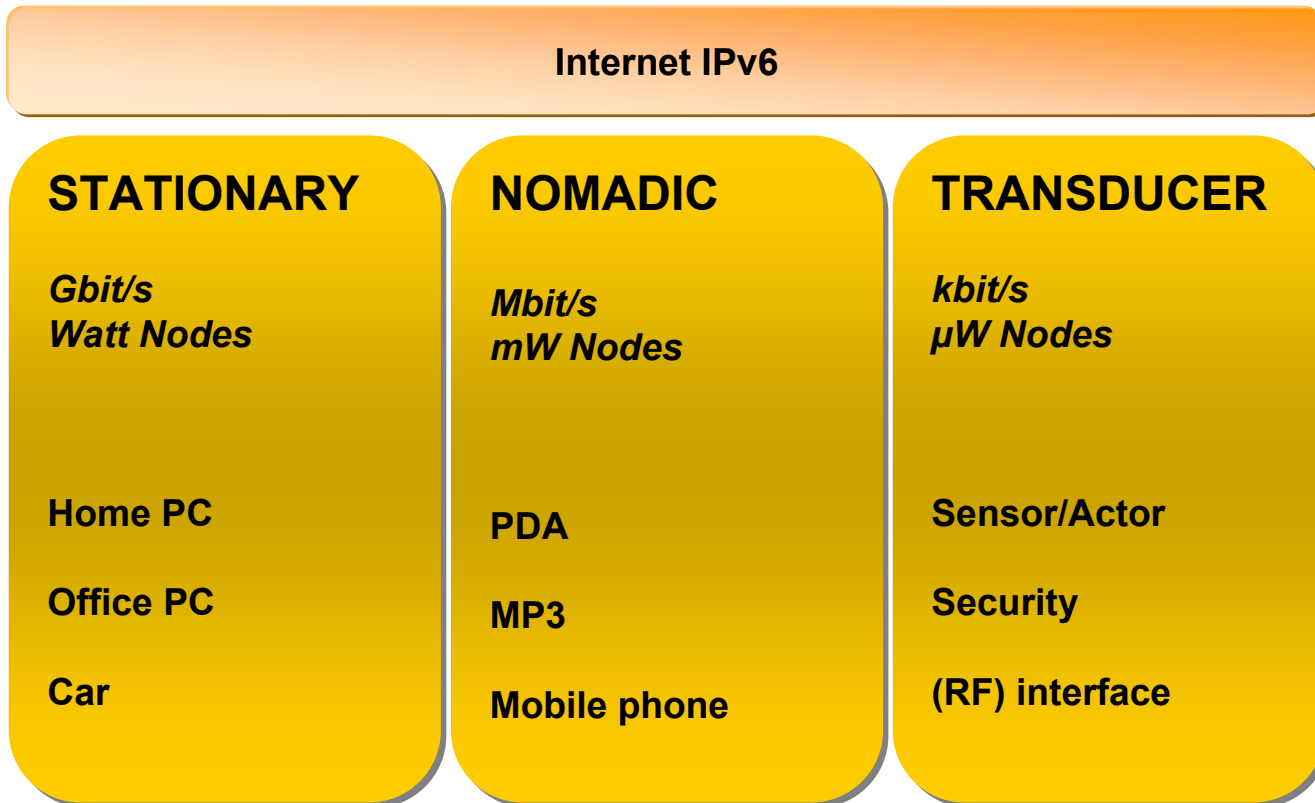 Internet IPv6
STATIONARY
Gbit/s
Watt Nodes
Home PC
Office PC
Car
NOMADIC
Mbit/s
mW Nodes
PDA
MP3
Mobile phone
TRANSDUCER
kbit/s
µW Nodes
Sensor/Actor
Security
(RF) interface